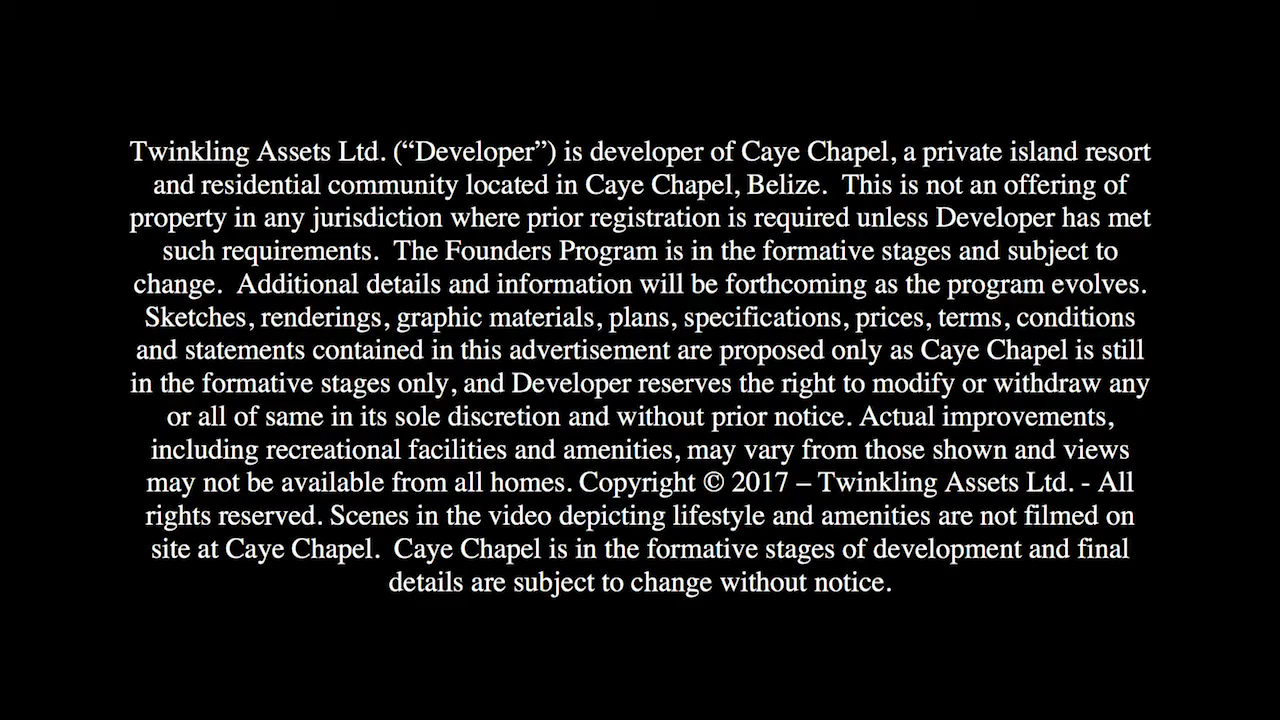 Twinkling Assets Ltd. (“Developer”) is developer of Caye Chapel, a private island resort
and residential community located in Caye Chapel, Belize.  This is not an offering of
property in any jurisdiction where prior registration is required unless Developer has met
such requirements.  The Founders Program is in the formative stages and subject to
change.  Additional details and information will be forthcoming as the program evolves.
Sketches, renderings, graphic materials, plans, specifications, prices, terms, conditions
and statements contained in this advertisement are proposed only as Caye Chapel is still
in the formative stages only, and Developer reserves the right to modify or withdraw any
or all of same in its sole discretion and without prior notice. Actual improvements,
including recreational facilities and amenities, may vary from those shown and views
may not be available from all homes. Copyright © 2017 – Twinkling Assets Ltd. - All
rights reserved. Scenes in the video depicting lifestyle and amenities are not filmed on
site at Caye Chapel.  Caye Chapel is in the formative stages of development and final
details are subject to change without notice.